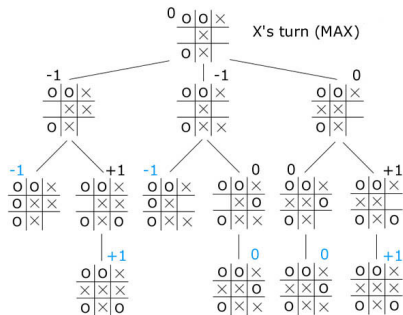 0 O O × X's turn (MAX)
×
O
-1 -1 0
O O × O O × O O ×
× × × × ×
O O × O
-1 +1 -1 0 0 +1
O O × O O × O O × O O × O O × O O ×
O × × × × O × × O × × O × ×
O O O O × O × O O O
+1 0 0 +1
O O × O O × O O × O O ×
× × × × × O × × O × × ×
O O O × O × O O